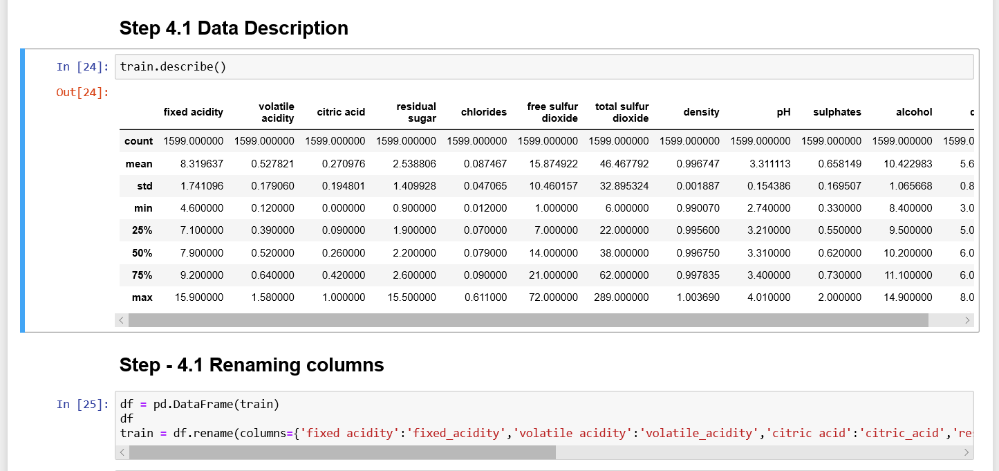 Step 4.1 Data Description
In [24]: train.describe()
Out[24]:
fixed acidity volatile acidity citric acid residual sugar chlorides free sulfur dioxide total sulfur dioxide density pH sulphates alcohol
count 1599.000000 1599.000000 1599.000000 1599.000000 1599.000000 1599.000000 1599.000000 1599.000000 1599.000000 1599.000000 1599.000000 1599.0
mean 8.319637 0.527821 0.270976 2.538806 0.087467 15.874922 46.467792 0.996747 3.311113 0.658149 10.422983 5.6
std 1.741096 0.179060 0.194801 1.409928 0.047065 10.460157 32.895324 0.001887 0.154386 0.169507 1.065668 0.8
min 4.600000 0.120000 0.000000 0.900000 0.012000 1.000000 6.000000 0.990070 2.740000 0.330000 8.400000 3.0
25% 7.100000 0.390000 0.090000 1.900000 0.070000 7.000000 22.000000 0.995600 3.210000 0.550000 9.500000 5.0
50% 7.900000 0.520000 0.260000 2.200000 0.079000 14.000000 38.000000 0.996750 3.310000 0.620000 10.200000 6.0
75% 9.200000 0.640000 0.420000 2.600000 0.090000 21.000000 62.000000 0.997835 3.400000 0.730000 11.100000 6.0
max 15.900000 1.580000 1.000000 15.500000 0.611000 72.000000 289.000000 1.003690 4.010000 2.000000 14.900000 8.0
Step - 4.1 Renaming columns
In [25]: df = pd.DataFrame(train)
df
train = df.rename(columns={'fixed acidity':'fixed_acidity','volatile acidity':'volatile_acidity','citric acid':'citric_acid',